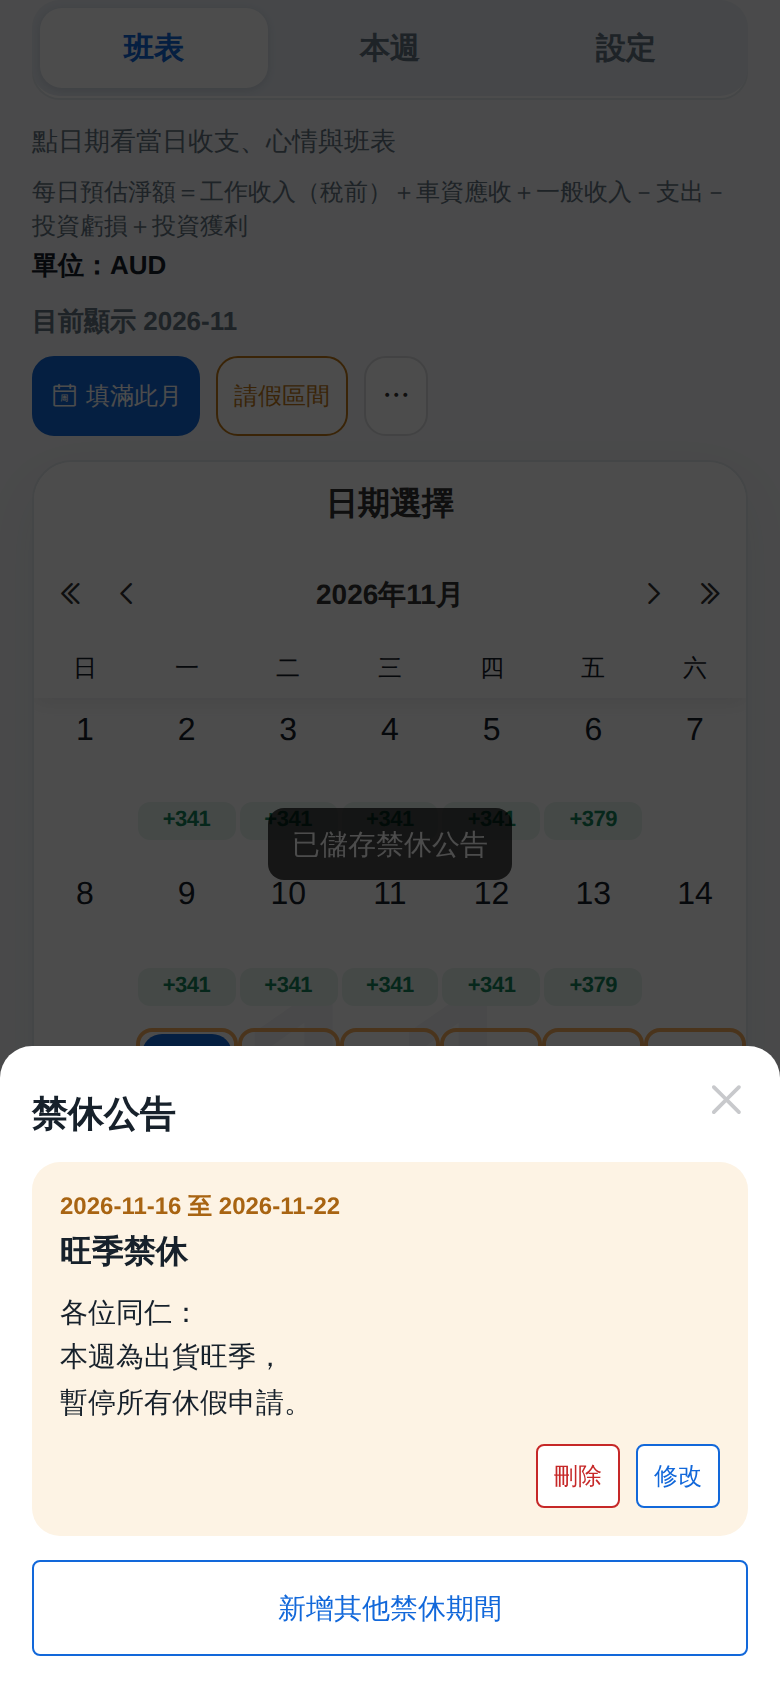 班表 本週 設定
點日期看當日收支、心情與班表
每日預估淨額＝工作收入（稅前）＋車資應收＋一般收入－支出－
投資虧損＋投資獲利
單位：AUD
目前顯示 2026-11
填滿此月 請假區間 ···
日期選擇
2026年11月
日 一 二 三 四 五 六
1 2 3 4 5 6 7
+341 +341 +341 +341 +379
已儲存禁休公告
8 9 10 11 12 13 14
+341 +341 +341 +341 +379
禁休公告
2026-11-16 至 2026-11-22
旺季禁休
各位同仁：
本週為出貨旺季，
暫停所有休假申請。
刪除 修改
新增其他禁休期間